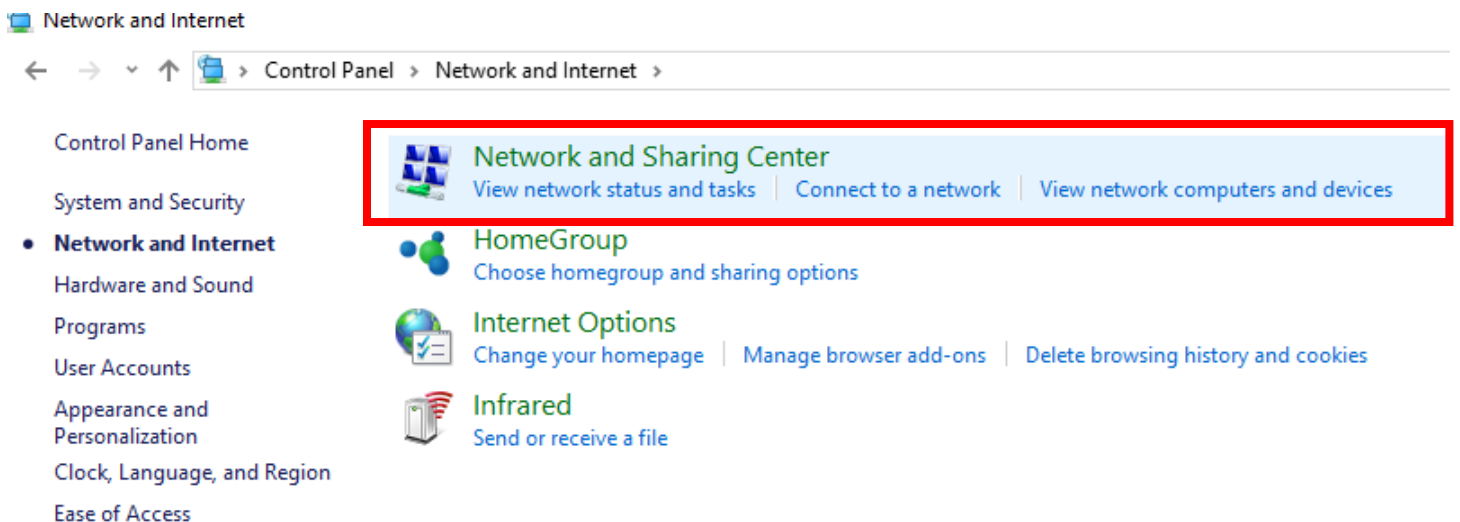 Network and Internet
Control Panel > Network and Internet >
Control Panel Home
System and Security
Network and Internet
Hardware and Sound
Programs
User Accounts
Appearance and
Personalization
Clock, Language, and Region
Ease of Access
Network and Sharing Center
View network status and tasks | Connect to a network | View network computers and devices
HomeGroup
Choose homegroup and sharing options
Internet Options
Change your homepage | Manage browser add-ons | Delete browsing history and cookies
Infrared
Send or receive a file